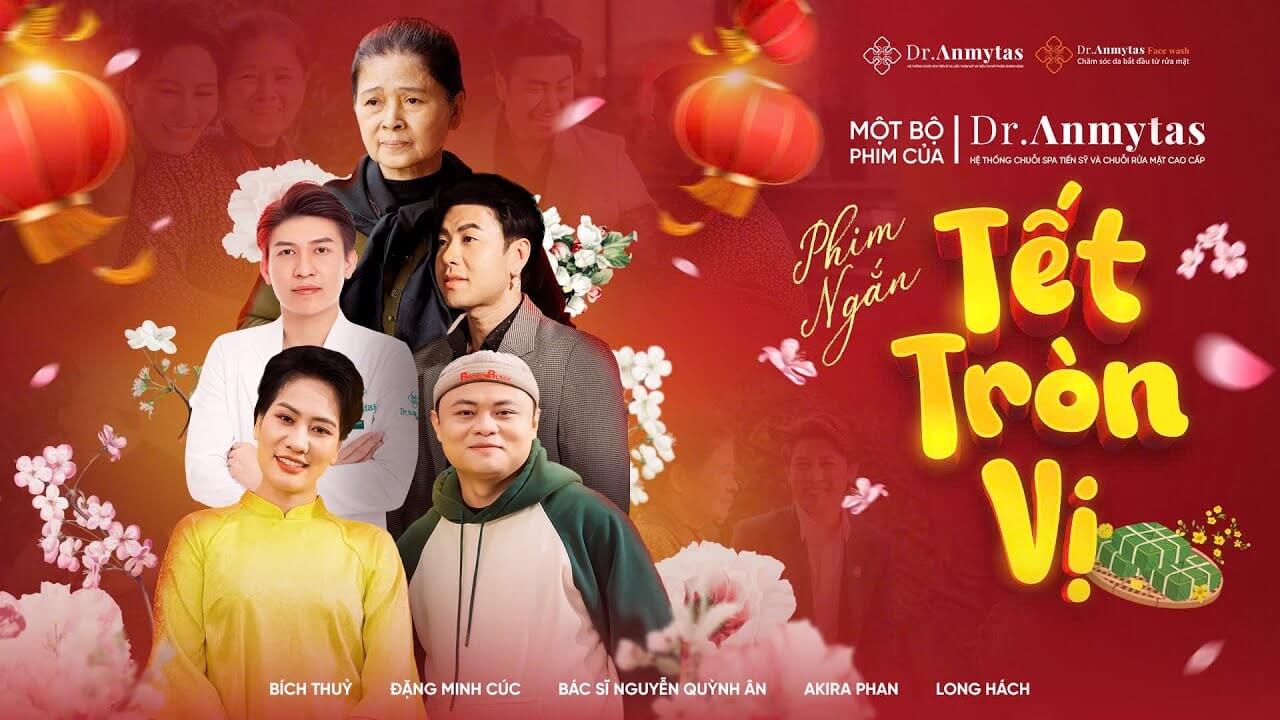 Dr.Anmytas
Dr.Anmytas Face wash
Chăm sóc da bắt đầu từ rửa mặt
MỘT BỘ
PHIM CỦA
Dr.Anmytas
HỆ THỐNG CHUỖI SPA TIẾN SỸ VÀ CHUỖI RỬA MẶT CAO CẤP
Phim
Ngắn
Tết
Tròn
Vị
BÍCH THUỲ ĐẶNG MINH CÚC BÁC SĨ NGUYỄN QUỲNH ÂN AKIRA PHAN LONG HÁCH